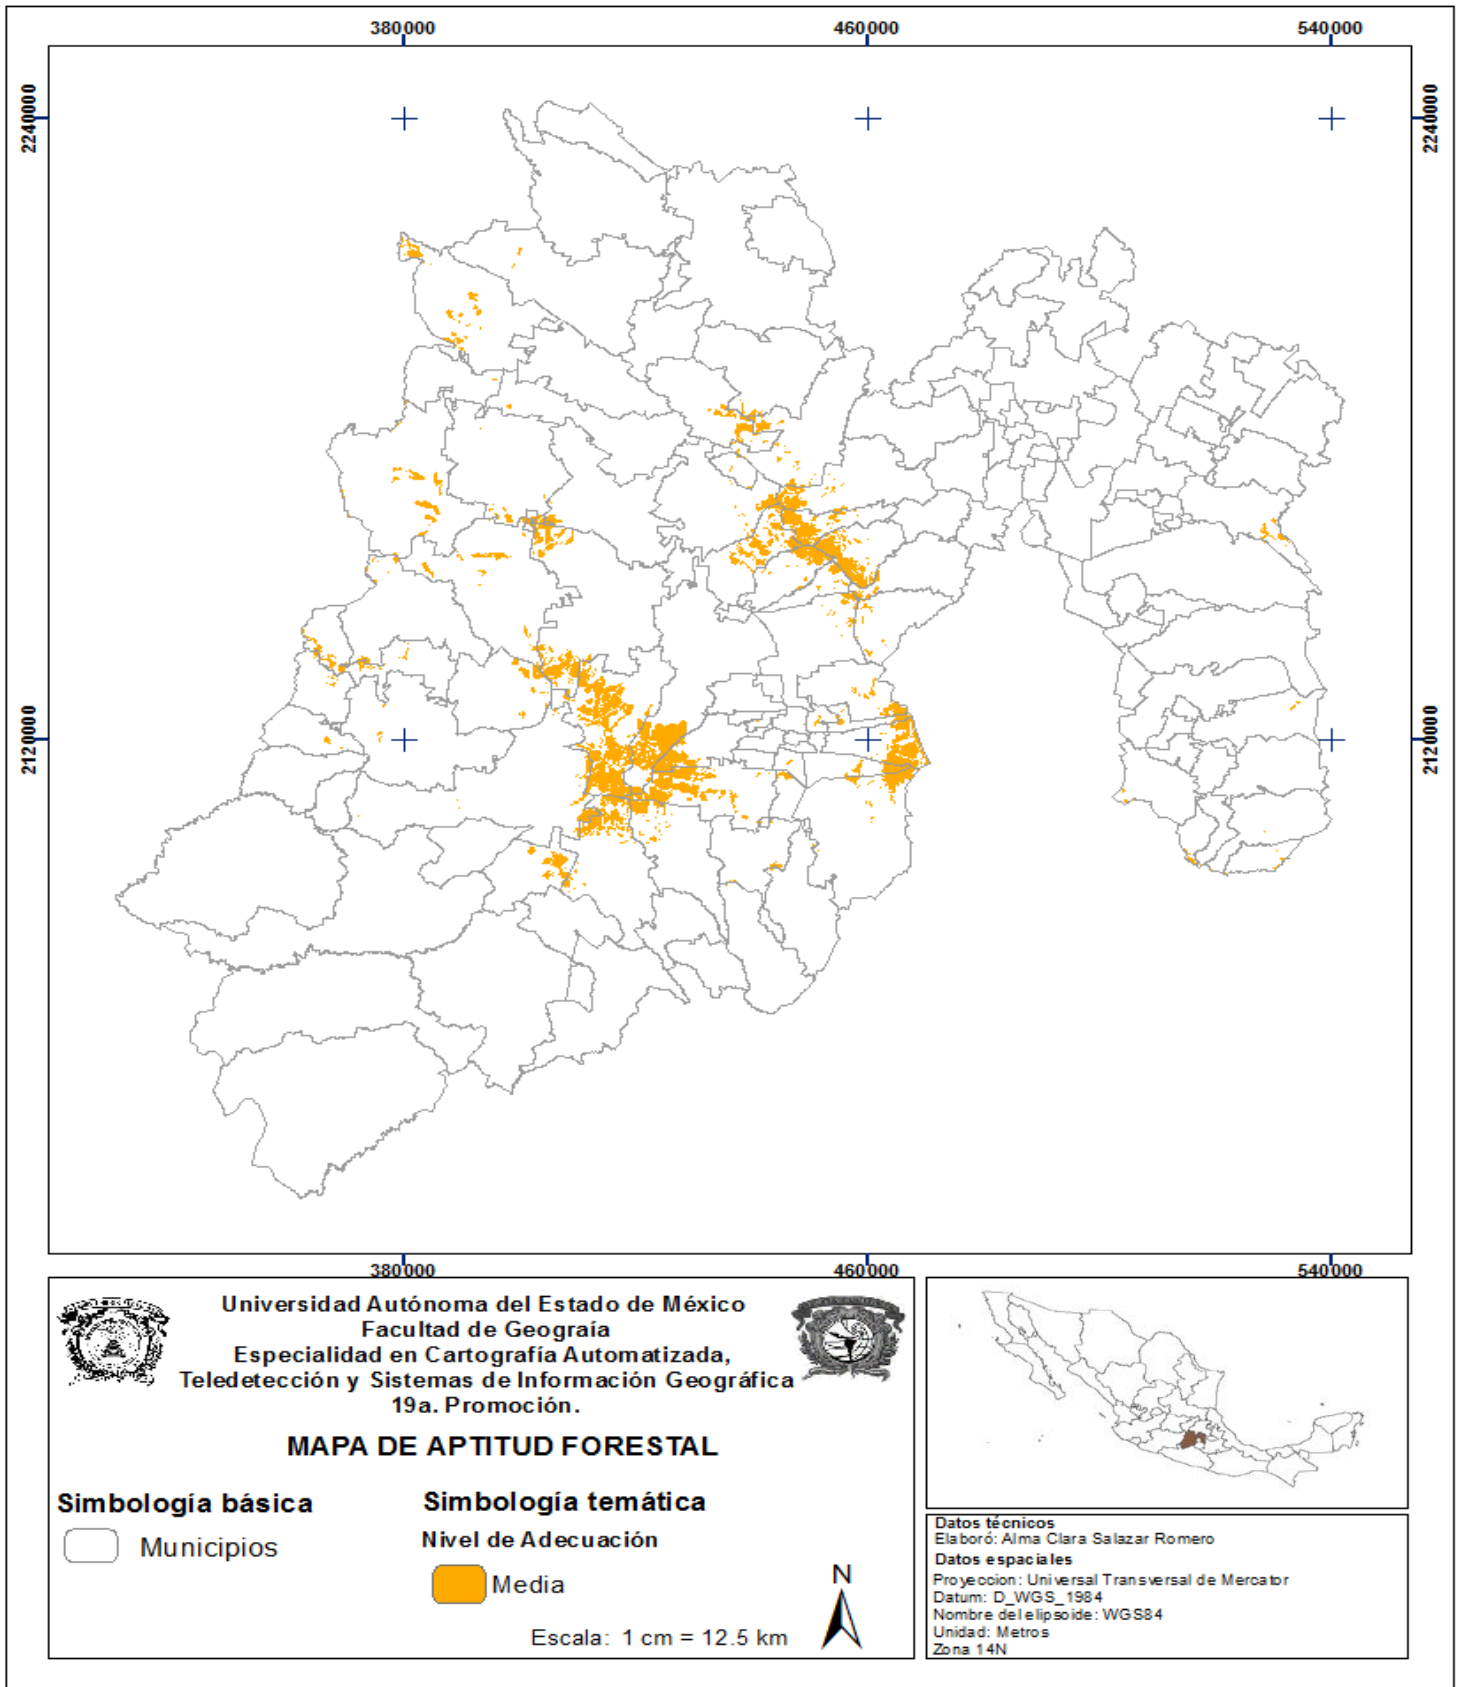 380000
460000
540000
2240000
2240000
2120000
2120000
380000
460000
540000
Universidad Autónoma del Estado de México
Facultad de Geograía
Especialidad en Cartografía Automatizada,
Teledetección y Sistemas de Información Geográfica
19a. Promoción.
MAPA DE APTITUD FORESTAL
Simbología básica
Municipios
Simbología temática
Nivel de Adecuación
Media
N
Escala: 1 cm = 12.5 km
Datos técnicos
Elaboró: Alma Clara Salazar Romero
Datos espaciales
Proyeccion: Universal Transversal de Mercator
Datum: D_WGS_1984
Nombre del elipsoide: WGS84
Unidad: Metros
Zona 14N